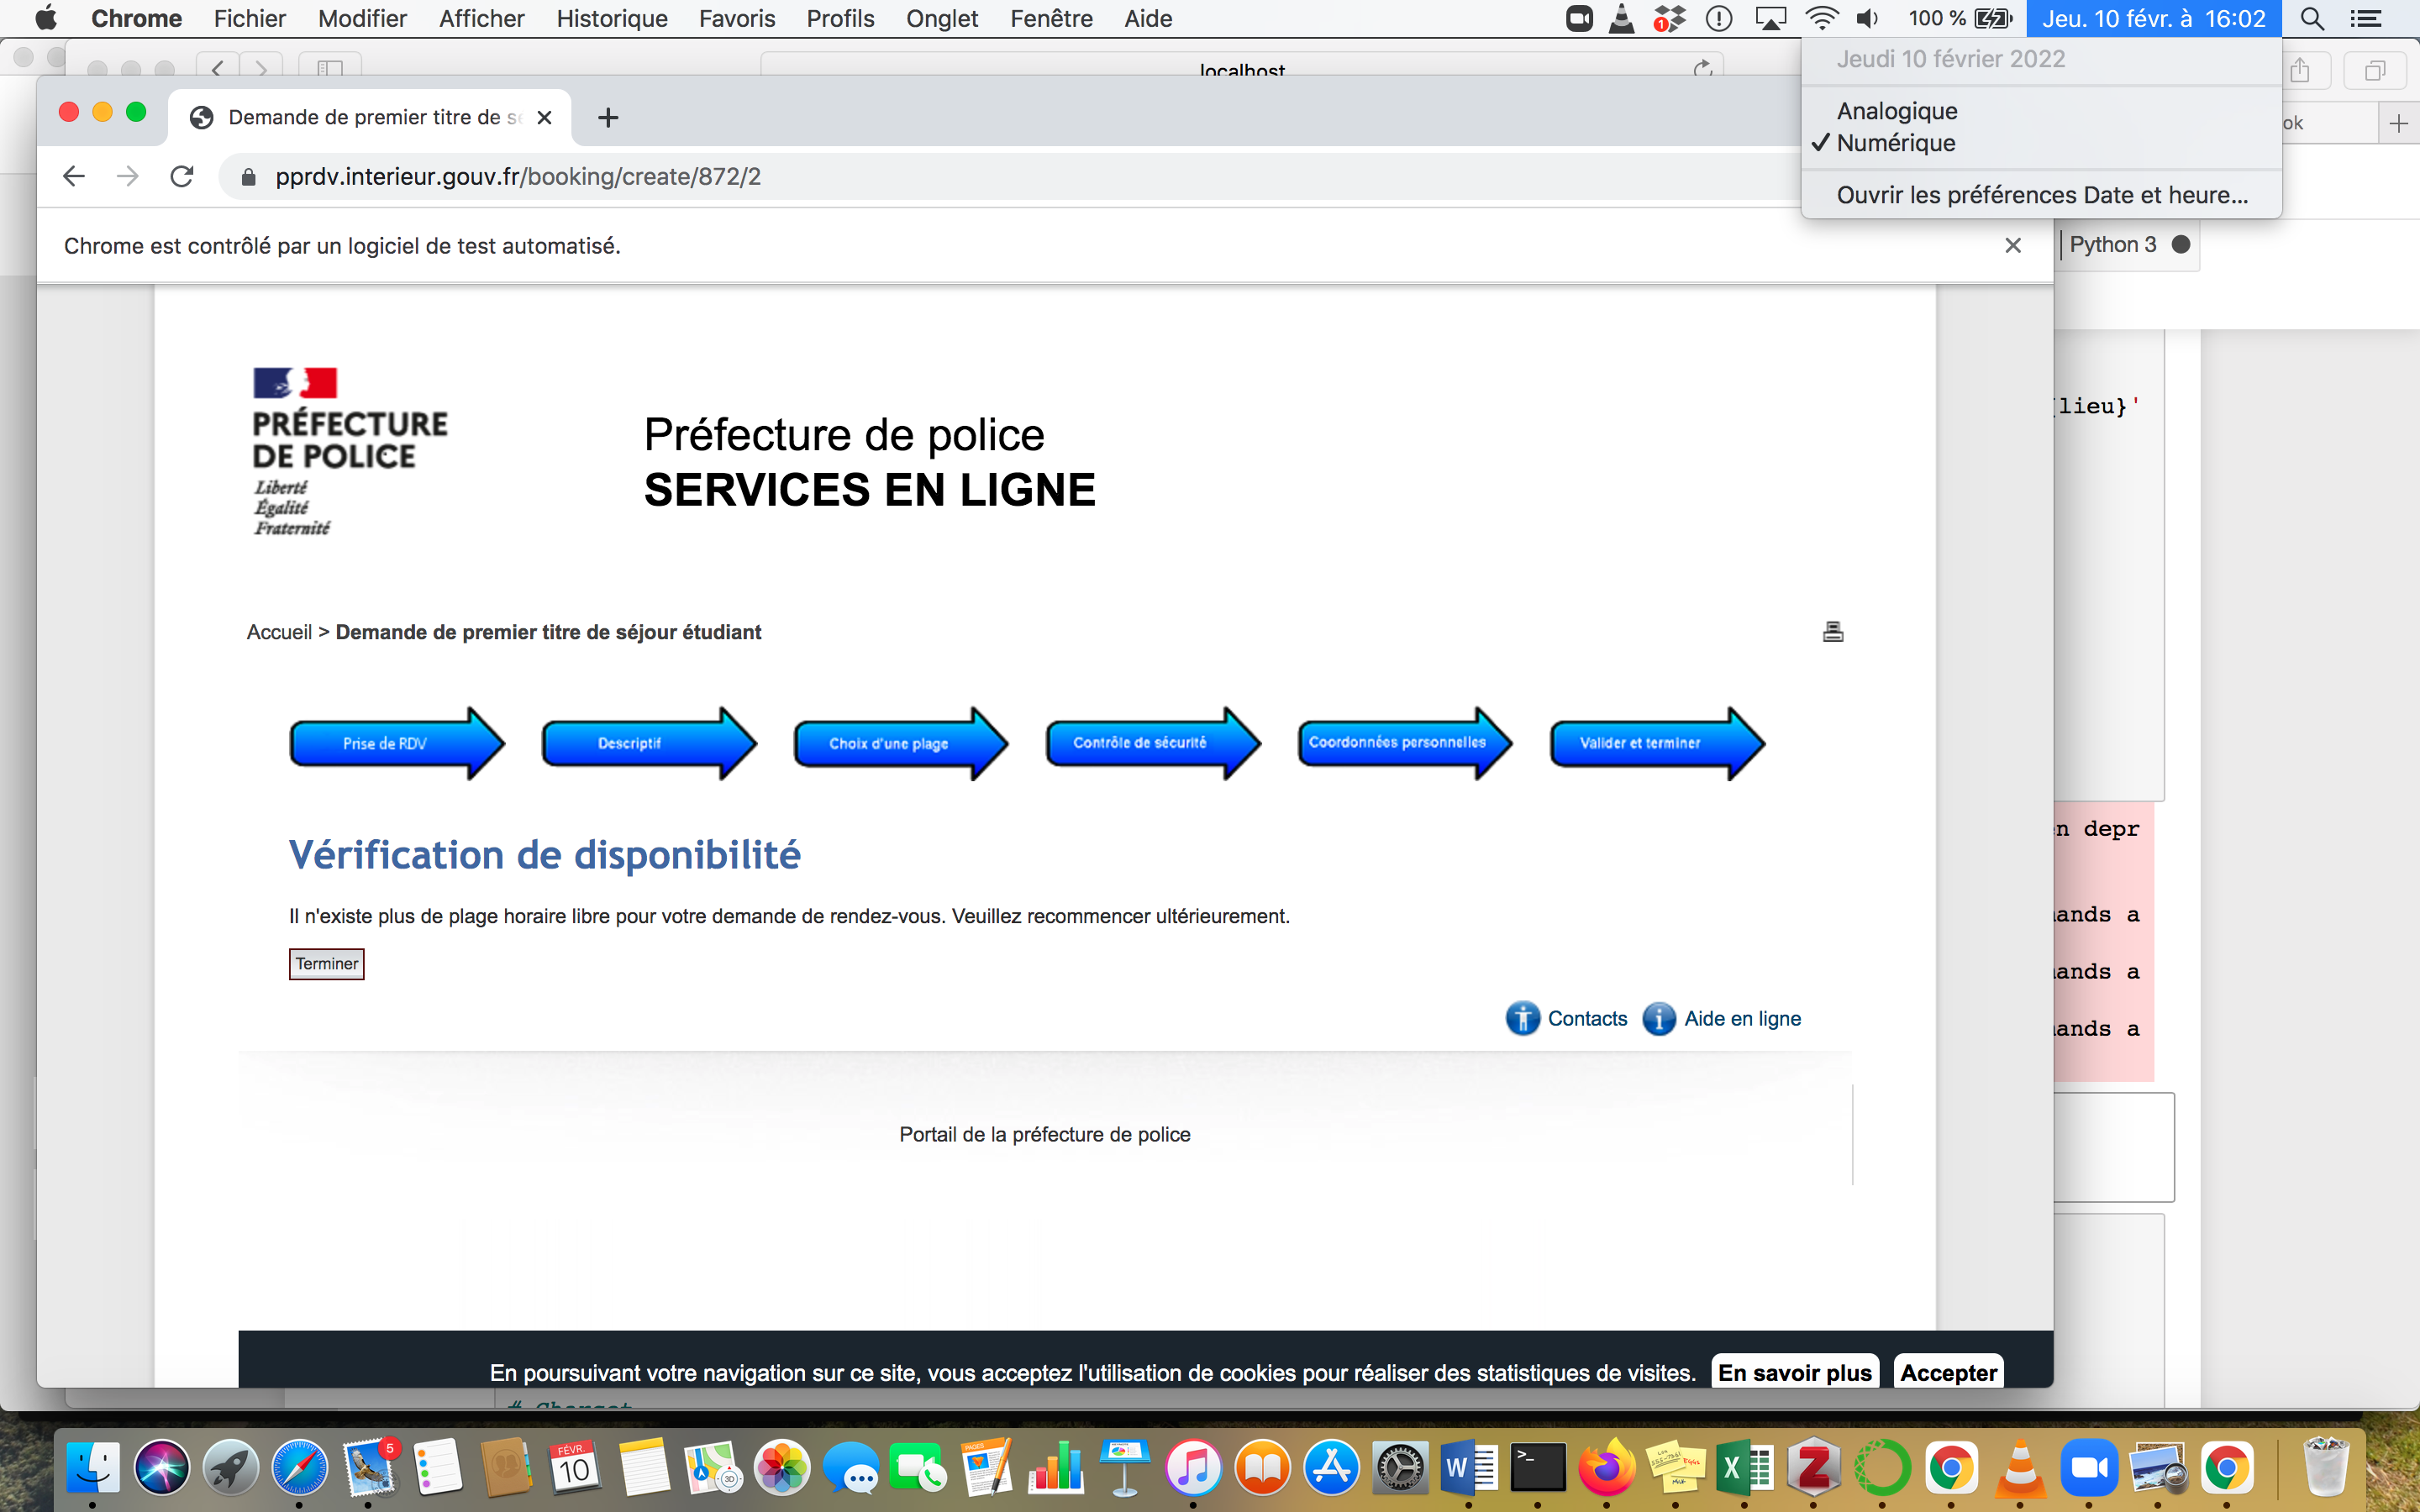 Chrome Fichier Modifier Afficher Historique Favoris Profils Onglet Fenêtre Aide
1 100 % Jeu. 10 févr. à 16:02
localhost
Jeudi 10 février 2022
Analogique
✓ Numérique
Ouvrir les préférences Date et heure...
ok
Demande de premier titre de
pprdv.interieur.gouv.fr/booking/create/872/2
Chrome est contrôlé par un logiciel de test automatisé.
Python 3
PRÉFECTURE
DE POLICE
Liberté
Égalité
Fraternité
Préfecture de police
SERVICES EN LIGNE
lieu}'
Accueil > Demande de premier titre de séjour étudiant
Prise de RDV
Descriptif
Choix d'une plage
Contrôle de sécurité
Coordonnées personnelles
Valider et terminer
n depr
Vérification de disponibilité
Il n'existe plus de plage horaire libre pour votre demande de rendez-vous. Veuillez recommencer ultérieurement.
ands a
Terminer
ands a
Contacts
Aide en ligne
ands a
Portail de la préfecture de police
En poursuivant votre navigation sur ce site, vous acceptez l'utilisation de cookies pour réaliser des statistiques de visites. En savoir plus Accepter
5
FÉVR.
10
3D
PAGES
W
>_
X
Z